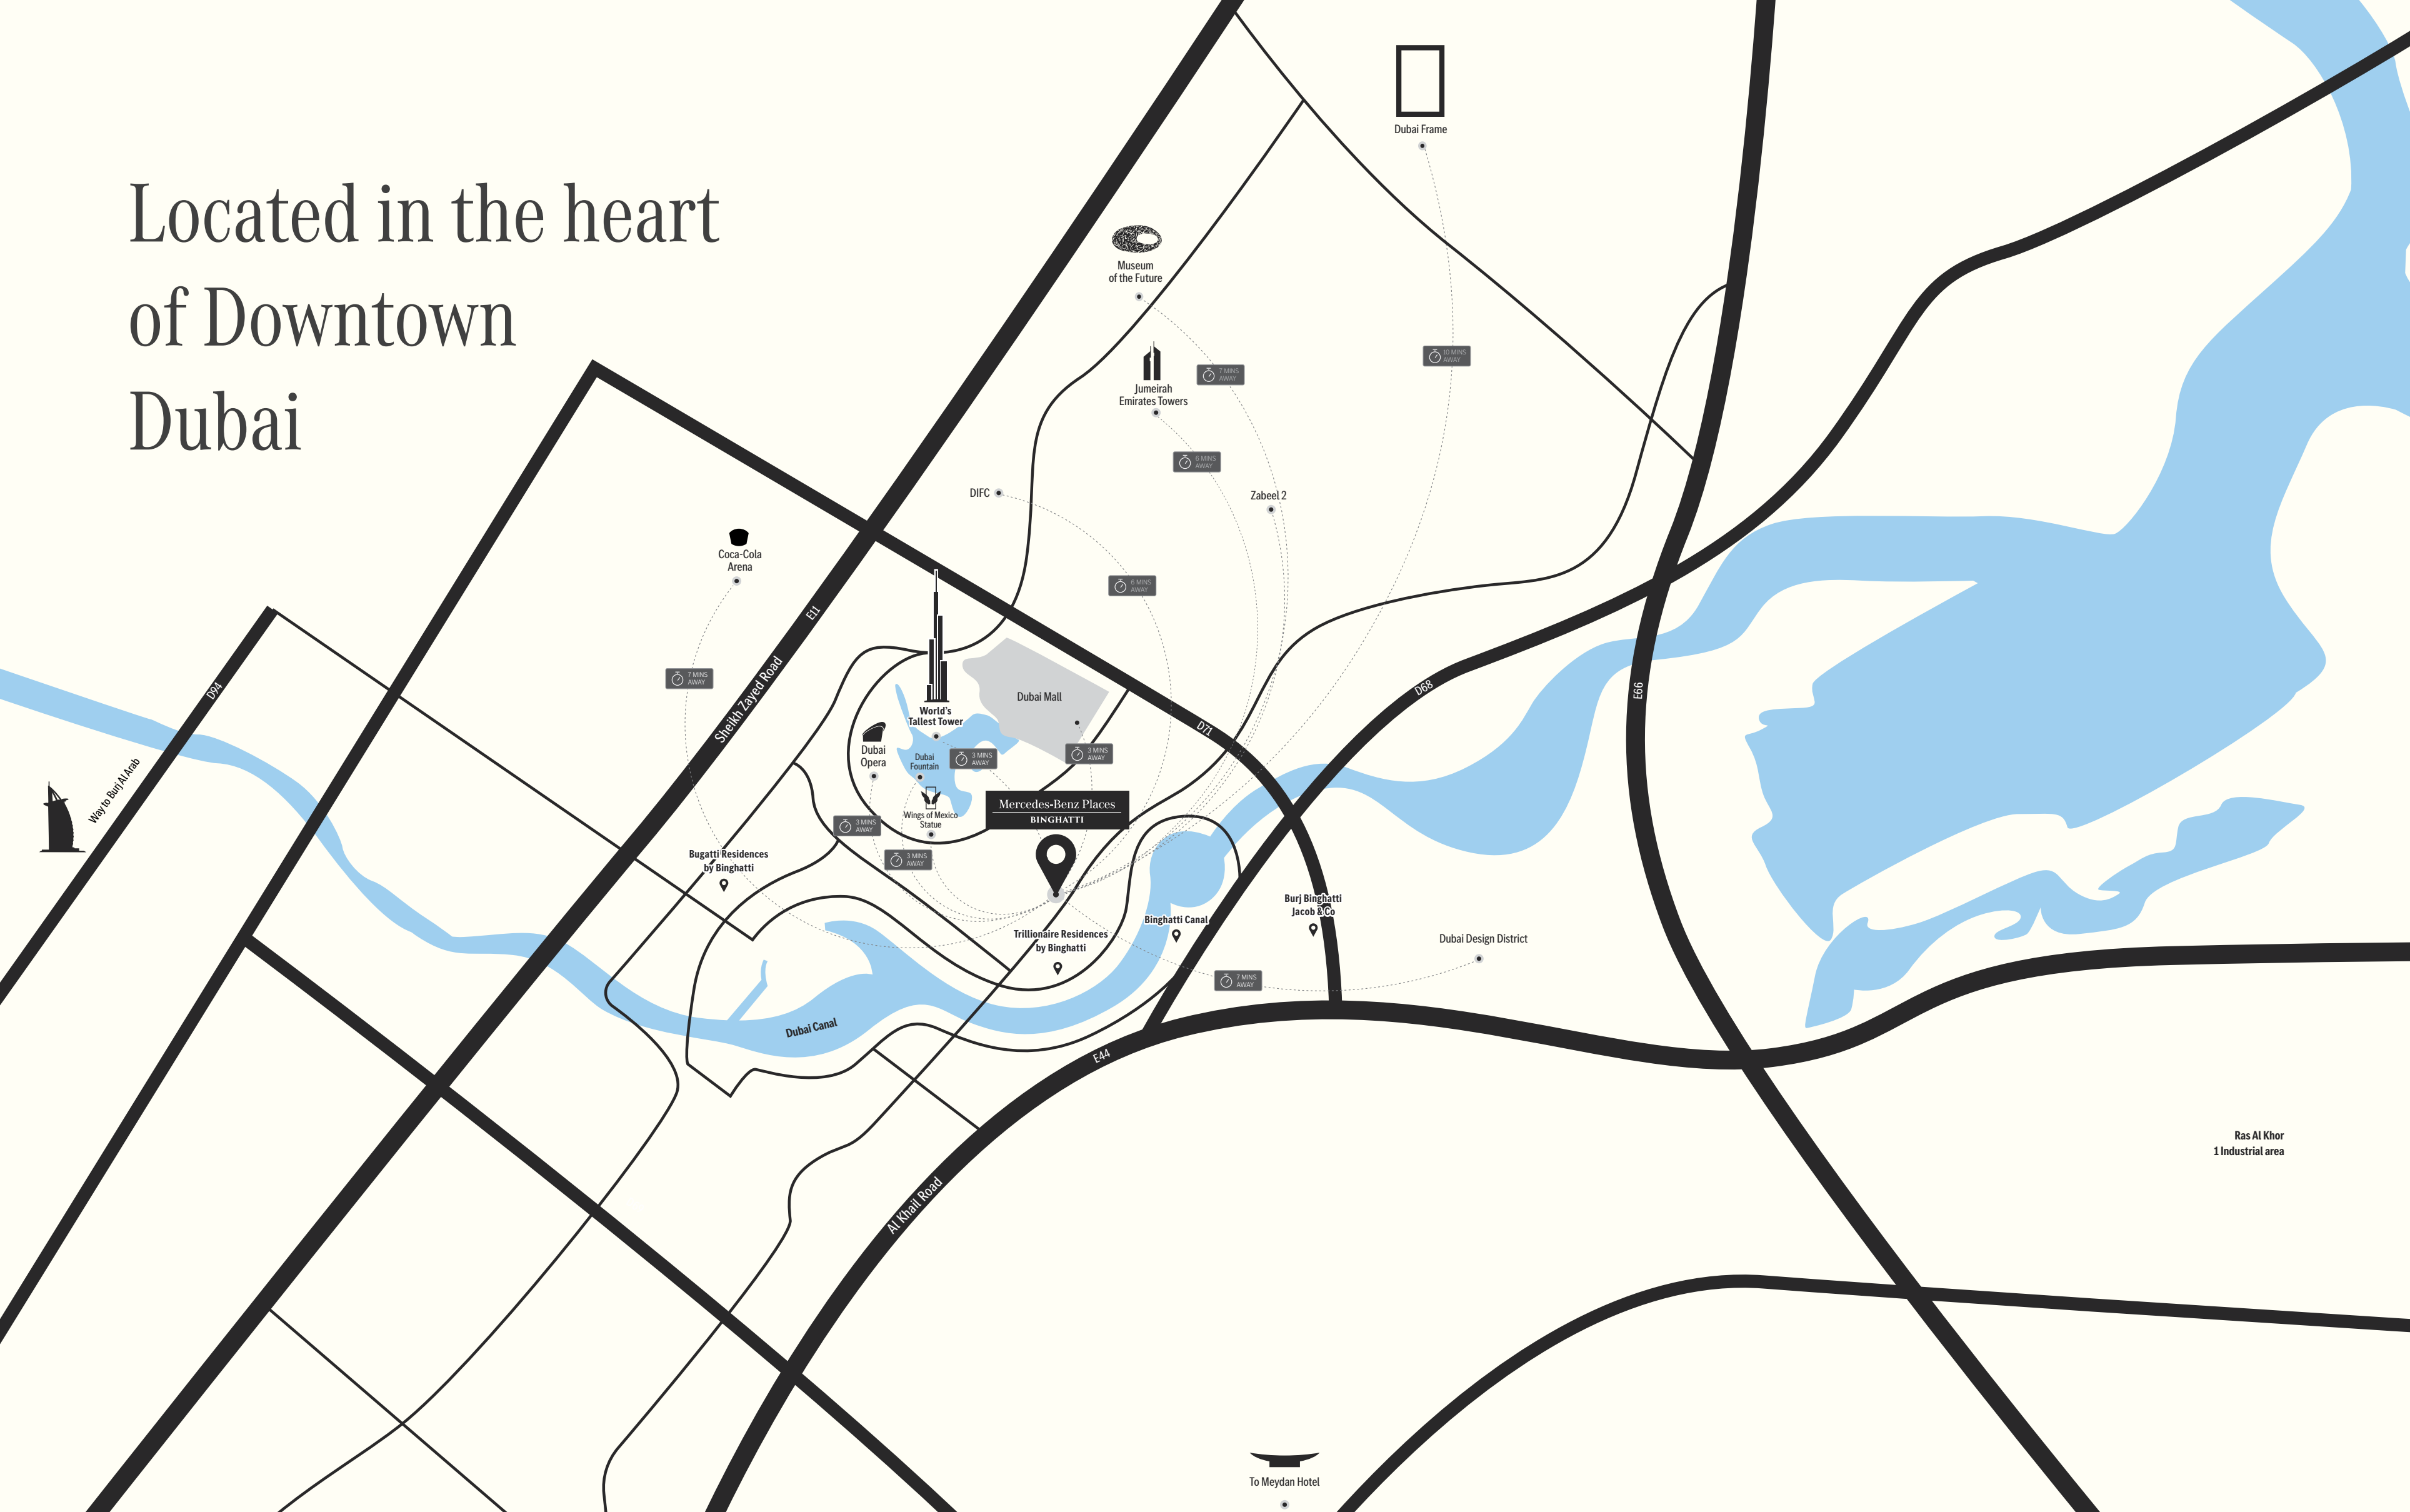 Located in the heart
of Downtown
Dubai
Dubai Frame
Museum
of the Future
10 MINS
AWAY
7 MINS
AWAY
Jumeirah
Emirates Towers
6 MINS
AWAY
DIFC
Zabeel 2
Coca-Cola
Arena
6 MINS
AWAY
E11
Sheikh Zayed Road
7 MINS
AWAY
D94
Way to Burj Al Arab
Dubai Mall
World's
Tallest Tower
D71
D68
E66
Dubai
Opera
Dubai
Fountain
3 MINS
AWAY
3 MINS
AWAY
Wings of Mexico
Statue
Mercedes-Benz Places
BINGHATTI
3 MINS
AWAY
3 MINS
AWAY
Bugatti Residences
by Binghatti
Burj Binghatti
Jacob & Co
Binghatti Canal
Trillionaire Residences
by Binghatti
Dubai Design District
7 MINS
AWAY
Dubai Canal
E44
Al Khail Road
Ras Al Khor
1 Industrial area
To Meydan Hotel